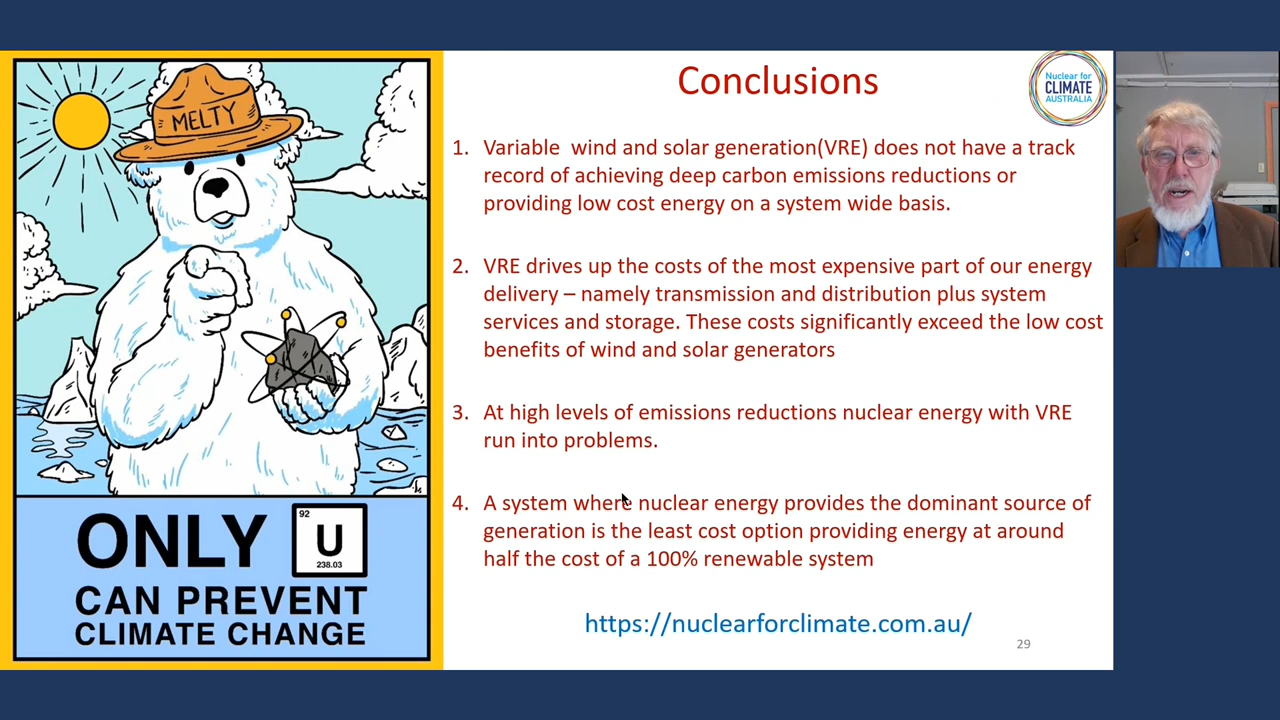 MELTY
ONLY
92
U
238.03
CAN PREVENT
CLIMATE CHANGE
Conclusions
Nuclear for
CLIMATE
AUSTRALIA
1. Variable wind and solar generation(VRE) does not have a track
record of achieving deep carbon emissions reductions or
providing low cost energy on a system wide basis.
2. VRE drives up the costs of the most expensive part of our energy
delivery – namely transmission and distribution plus system
services and storage. These costs significantly exceed the low cost
benefits of wind and solar generators
3. At high levels of emissions reductions nuclear energy with VRE
run into problems.
4. A system where nuclear energy provides the dominant source of
generation is the least cost option providing energy at around
half the cost of a 100% renewable system
https://nuclearforclimate.com.au/
29